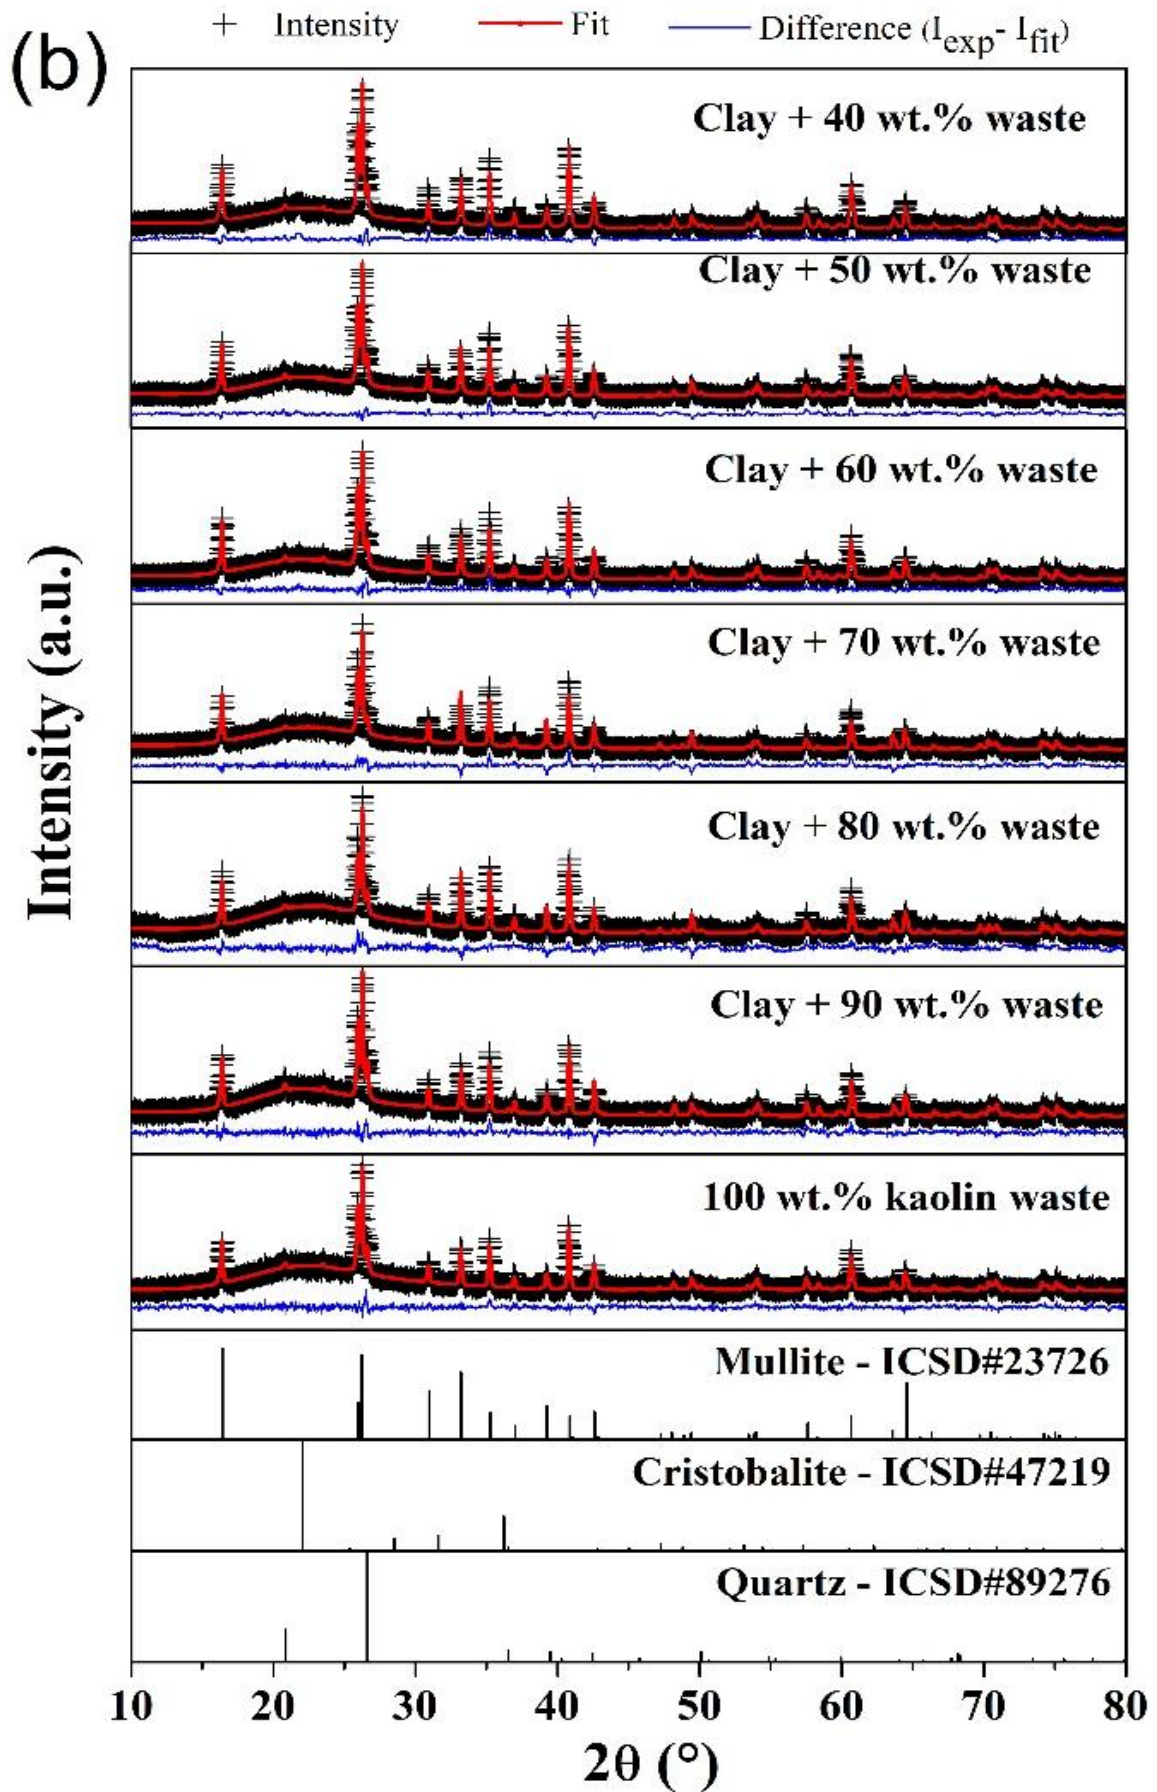 (b)
Intensity Fit Difference (Iexp- Ifit)
Clay + 40 wt.% waste
Clay + 50 wt.% waste
Clay + 60 wt.% waste
Clay + 70 wt.% waste
Clay + 80 wt.% waste
Clay + 90 wt.% waste
100 wt.% kaolin waste
Mullite - ICSD#23726
Cristobalite - ICSD#47219
Quartz - ICSD#89276
Intensity (a.u.)
10 20 30 40 50 60 70 80
2θ (°)